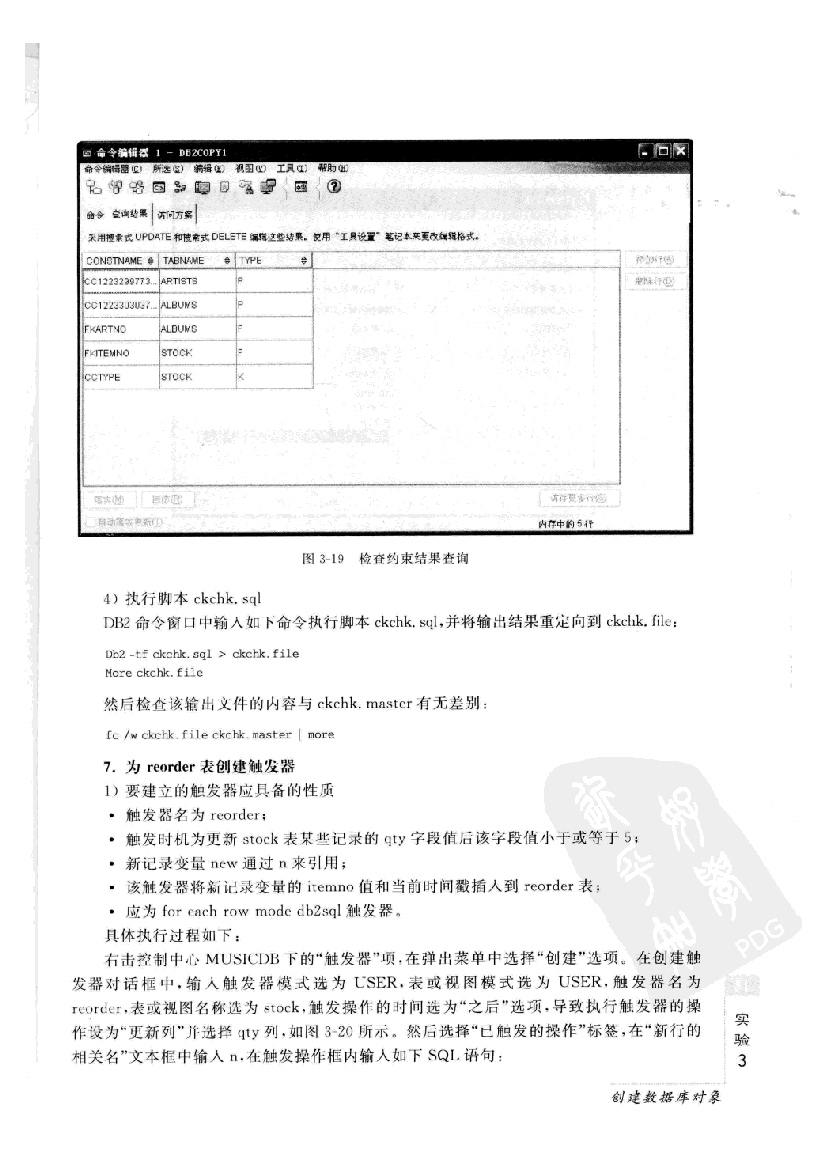 命令编辑器 1 - DB2COPY1
命令编辑器(C) 所选(S) 编辑(E) 视图(V) 工具(T) 帮助(H)
命令 查询结果 访问方案
采用搜索式 UPDATE 和搜索式 DELETE 编辑这些结果。使用“工具设置”笔记本来更改编辑格式。
CONSTNAME TABNAME TYPE
添加行(A)
CC1223239773... ARTISTS P
删除行(D)
CC1223303037... ALBUMS P
FKARTNO ALBUMS F
FKITEMNO STOCK F
CCTYPE STOCK K
落实(M) 回滚(B)
自动落实更新(T) 内存中的 5 行
图 3-19 检查约束结果查询
4) 执行脚本 ckchk. sql
DB2 命令窗口中输入如下命令执行脚本 ckchk. sql,并将输出结果重定向到 ckchk. file:
Db2 -tf ckchk.sql > ckchk.file
More ckchk.file
然后检查该输出文件的内容与 ckchk. master 有无差别:
fc /w ckchk.file ckchk.master | more
7. 为 reorder 表创建触发器
1) 要建立的触发器应具备的性质
• 触发器名为 reorder;
• 触发时机为更新 stock 表某些记录的 qty 字段值后该字段值小于或等于 5;
• 新记录变量 new 通过 n 来引用;
• 该触发器将新记录变量的 itemno 值和当前时间戳插入到 reorder 表;
• 应为 for each row mode db2sql 触发器。
具体执行过程如下:
右击控制中心 MUSICDB 下的“触发器”项,在弹出菜单中选择“创建”选项。在创建触
发器对话框中,输入触发器模式选为 USER,表或视图模式选为 USER,触发器名为
reorder,表或视图名称选为 stock,触发操作的时间选为“之后”选项,导致执行触发器的操
作设为“更新列”并选择 qty 列,如图 3-20 所示。然后选择“已触发的操作”标签,在“新行的
相关名”文本框中输入 n,在触发操作框内输入如下 SQL 语句:
PDG
实
验
3
创建数据库对象